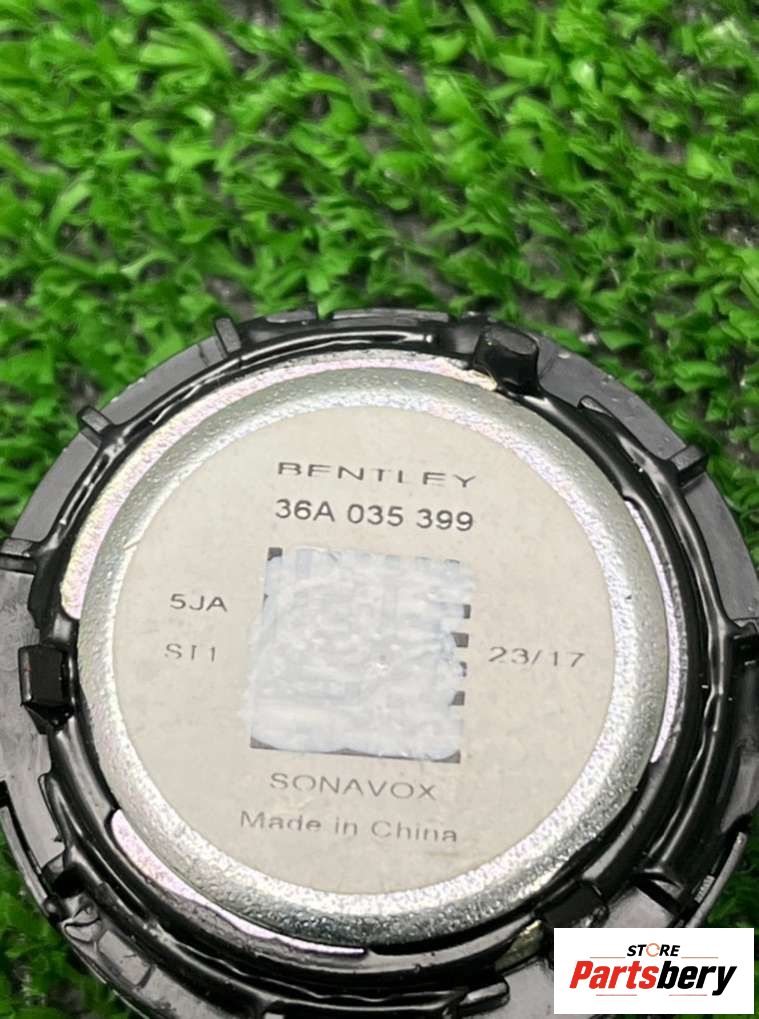 BENTLEY
36A 035 399
5JA
ST1
23/17
SONAVOX
Made in China
STORE
Partsbery